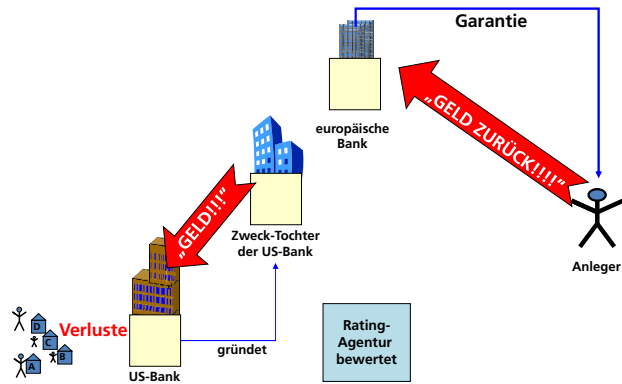 Garantie
„GELD ZURÜCK!!!!“
europäische
Bank
„GELD!!!“
Zweck-Tochter
der US-Bank
Anleger
D
C
B
A
Verluste
gründet
US-Bank
Rating-
Agentur
bewertet